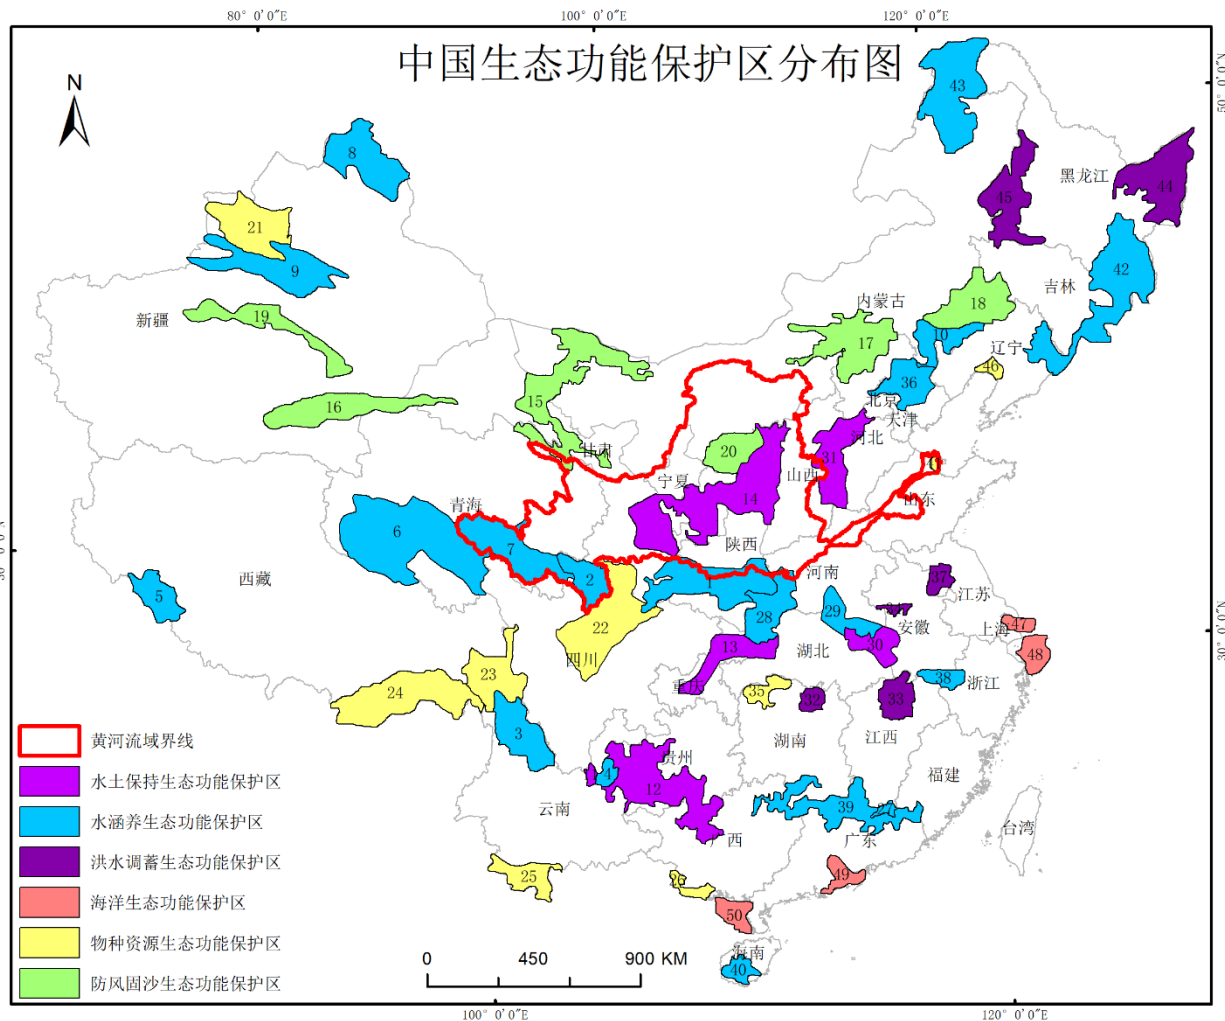 80° 0'0"E
100° 0'0"E
120° 0'0"E
中国生态功能保护区分布图
N
50° 0'0"N
43
8
黑龙江
44
45
21
9
42
吉林
内蒙古
18
新疆
19
17
10
辽宁
46
36
15
16
北京
天津
河北
甘肃
20
31
山西
宁夏
14
青海
山东
6
7
陕西
30° 0'0"N
2
1
河南
西藏
5
37
江苏
29
28
安徽
上海
47
22
13
湖北
30
48
四川
23
重庆
35
32
33
38
浙江
24
3
湖南
江西
黄河流域界线
贵州
4
12
福建
水土保持生态功能保护区
云南
39
水涵养生态功能保护区
广西
广东
台湾
洪水调蓄生态功能保护区
25
26
49
海洋生态功能保护区
50
物种资源生态功能保护区
海南
40
0
450
900 KM
防风固沙生态功能保护区
100° 0'0"E
120° 0'0"E
30° 0'0"N